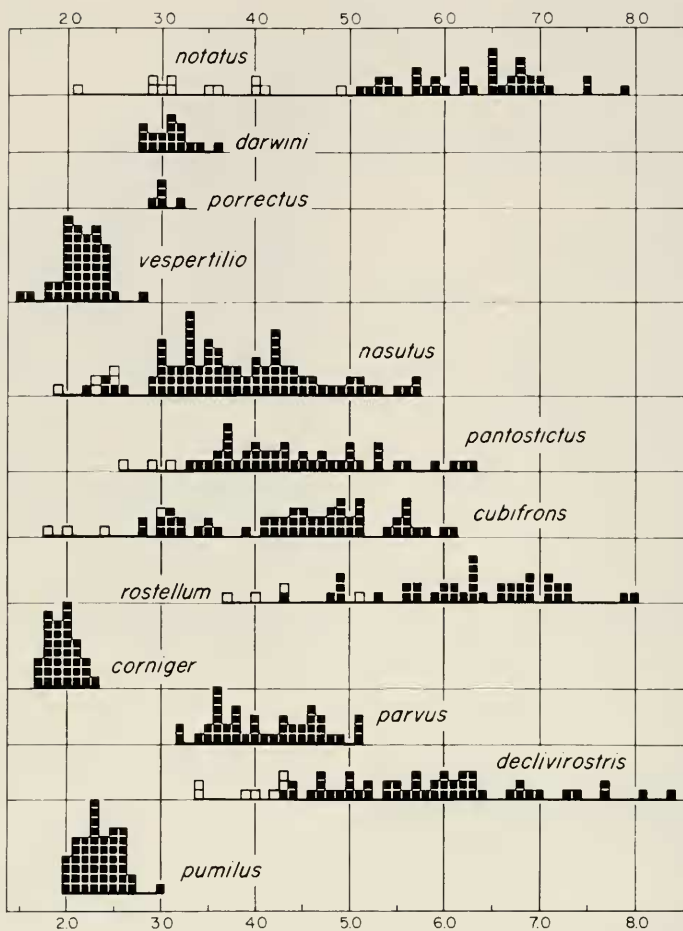 20 3.0 4.0 5.0 6.0 7.0 8.0
notatus
darwini
porrectus
vespertilio
nasutus
pantostictus
cubifrons
rostellum
corniger
parvus
declivirostris
pumilus
2.0 3.0 4.0 5.0 6.0 7.0 8.0